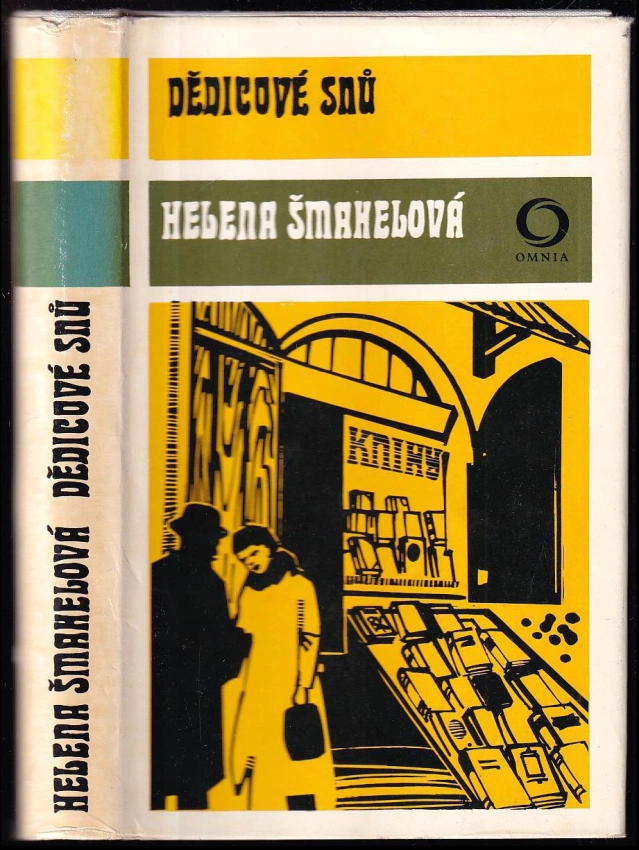 DĚDICOVÉ SNŮ
HELENA ŠMAHELOVÁ
OMNIA
KNIHY
HELENA ŠMAHELOVÁ DĚDICOVÉ SNŮ